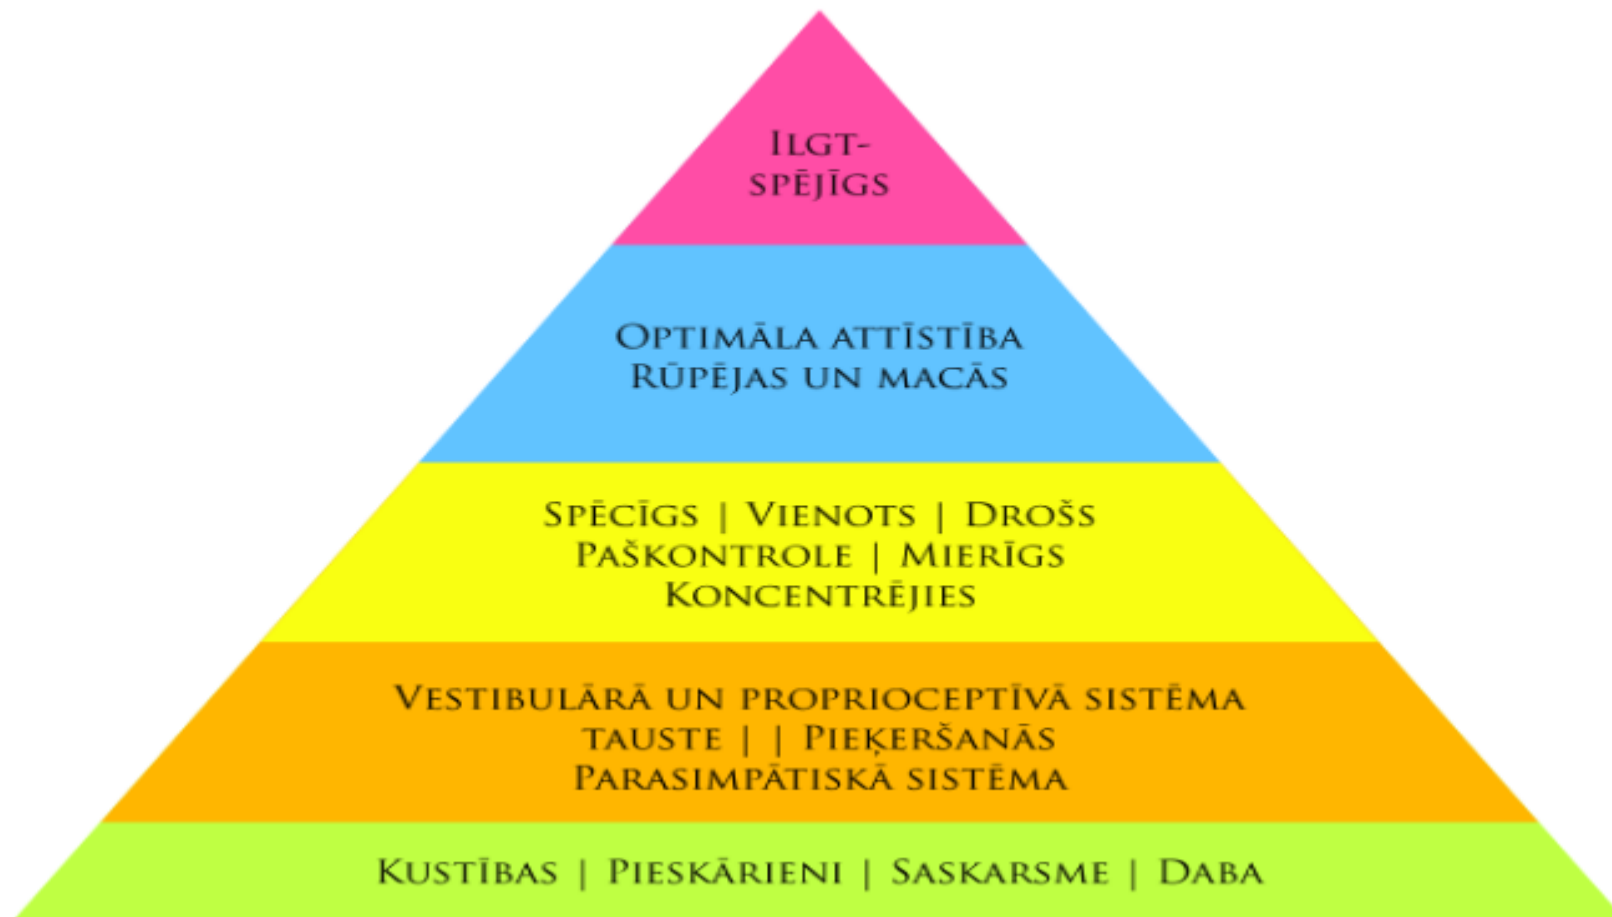 Ilgt-
spējīgs
Optimāla attīstība
Rūpējas un macās
Spēcīgs | Vienots | Drošs
Paškontrole | Mierīgs
Koncentrējies
Vestibulārā un proprioceptīvā sistēma
tauste | | Pieķeršanās
Parasimpātiskā sistēma
Kustības | Pieskārieni | Saskarsme | Daba